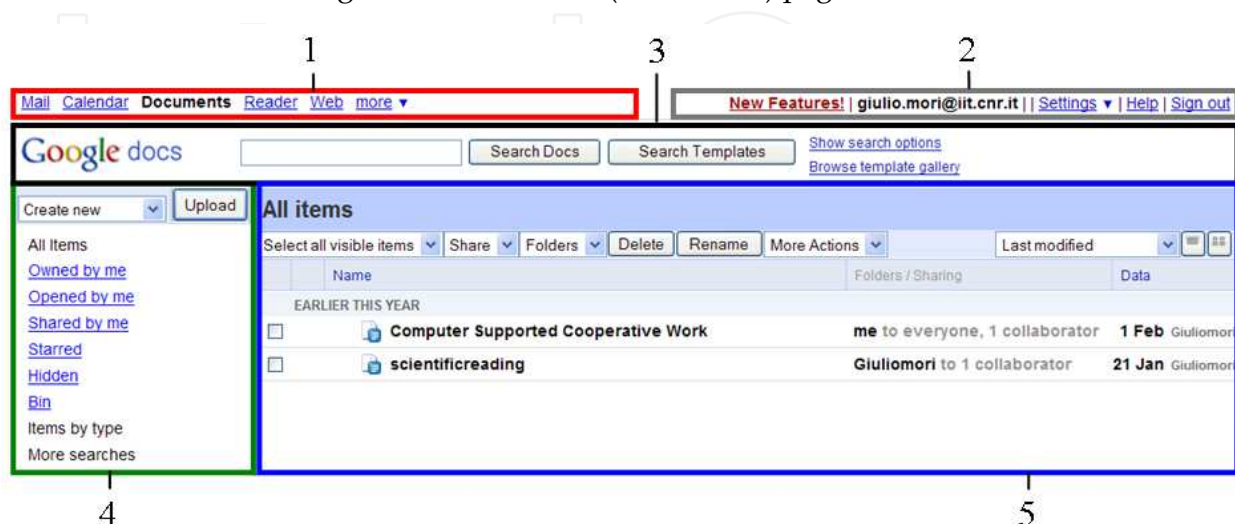 (
) pag
1
3
2
Mail Calendar Documents Reader Web more ▼
New Features! | giulio.mori@iit.cnr.it | | Settings ▼ | Help | Sign out
Google docs Search Docs Search Templates Show search options
Browse template gallery
Create new Upload
All items
All Items
Select all visible items Share Folders Delete Rename More Actions Last modified
Owned by me
Name Folders / Sharing Data
Opened by me
EARLIER THIS YEAR
Shared by me
Computer Supported Cooperative Work me to everyone, 1 collaborator 1 Feb Giuliomori
Starred
scientificreading Giuliomori to 1 collaborator 21 Jan Giuliomori
Hidden
Bin
Items by type
More searches
4
5